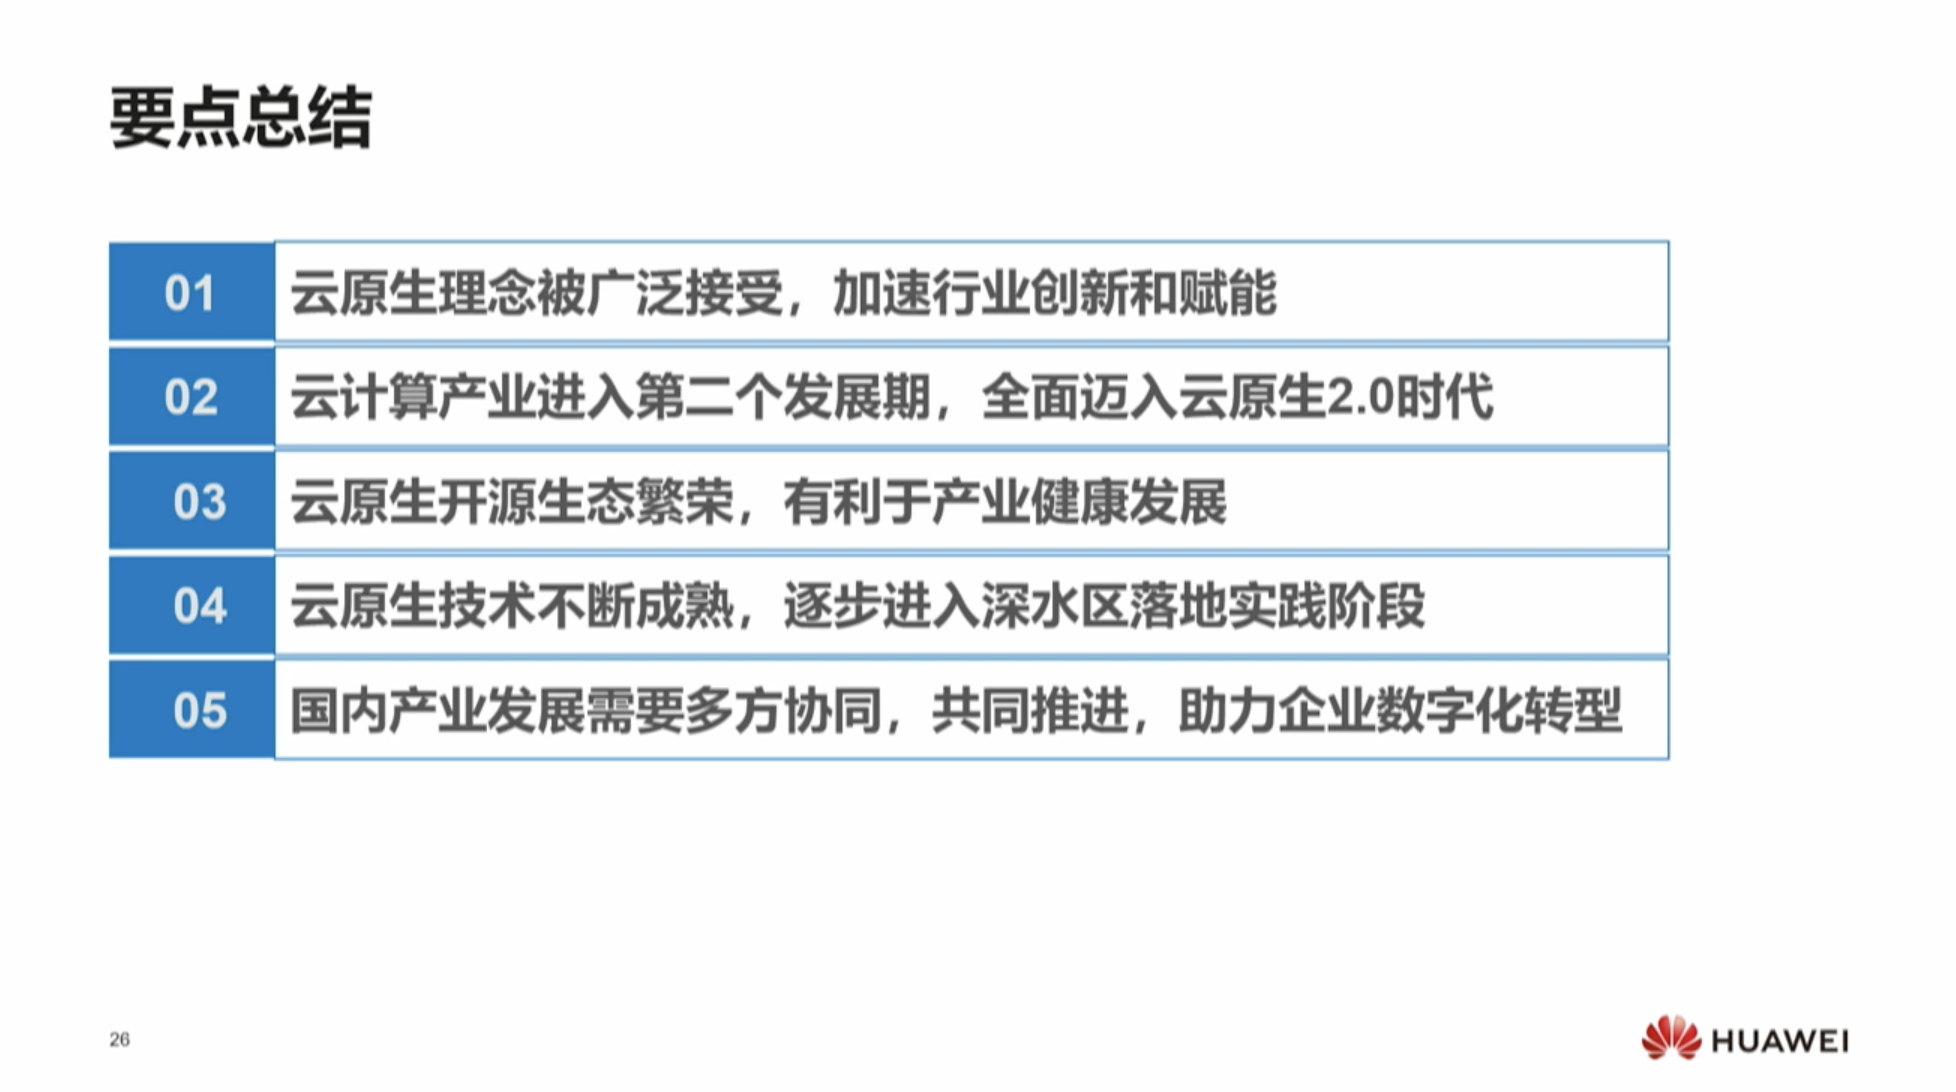 要点总结
01 云原生理念被广泛接受，加速行业创新和赋能
02 云计算产业进入第二个发展期，全面迈入云原生2.0时代
03 云原生开源生态繁荣，有利于产业健康发展
04 云原生技术不断成熟，逐步进入深水区落地实践阶段
05 国内产业发展需要多方协同，共同推进，助力企业数字化转型
26
HUAWEI